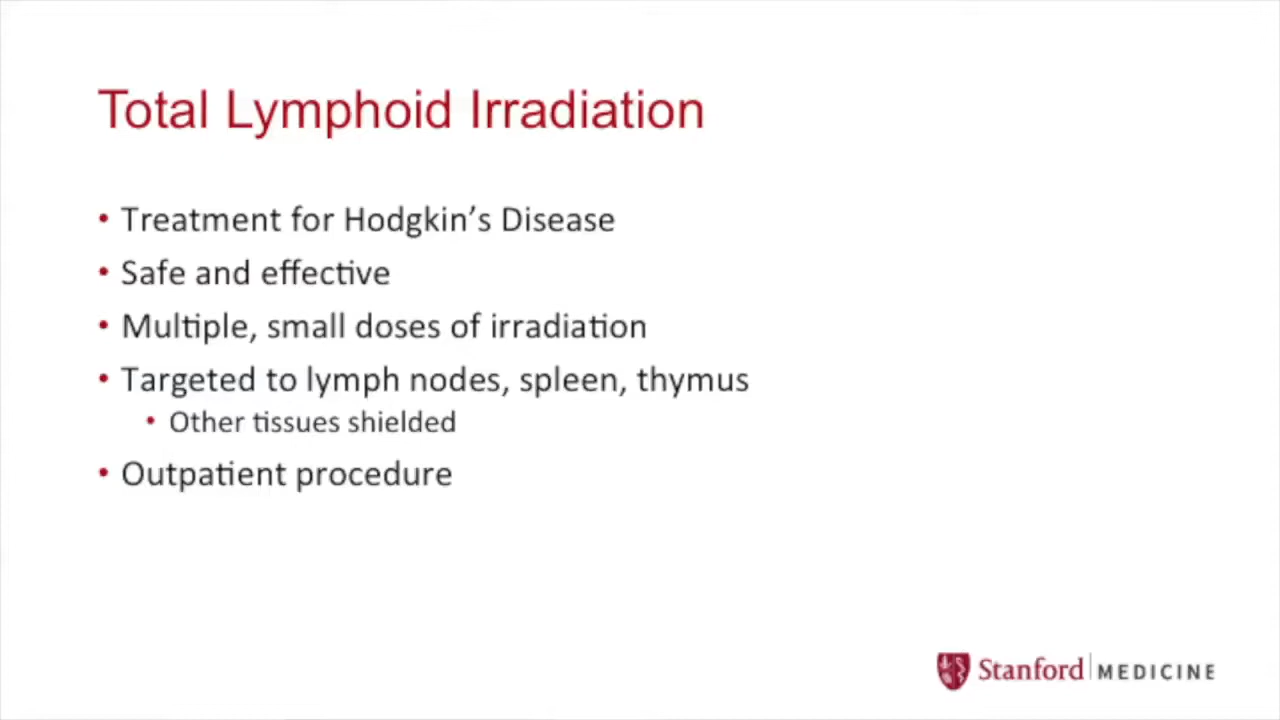 Total Lymphoid Irradiation
• Treatment for Hodgkin’s Disease
• Safe and effective
• Multiple, small doses of irradiation
• Targeted to lymph nodes, spleen, thymus
• Other tissues shielded
• Outpatient procedure
Stanford MEDICINE